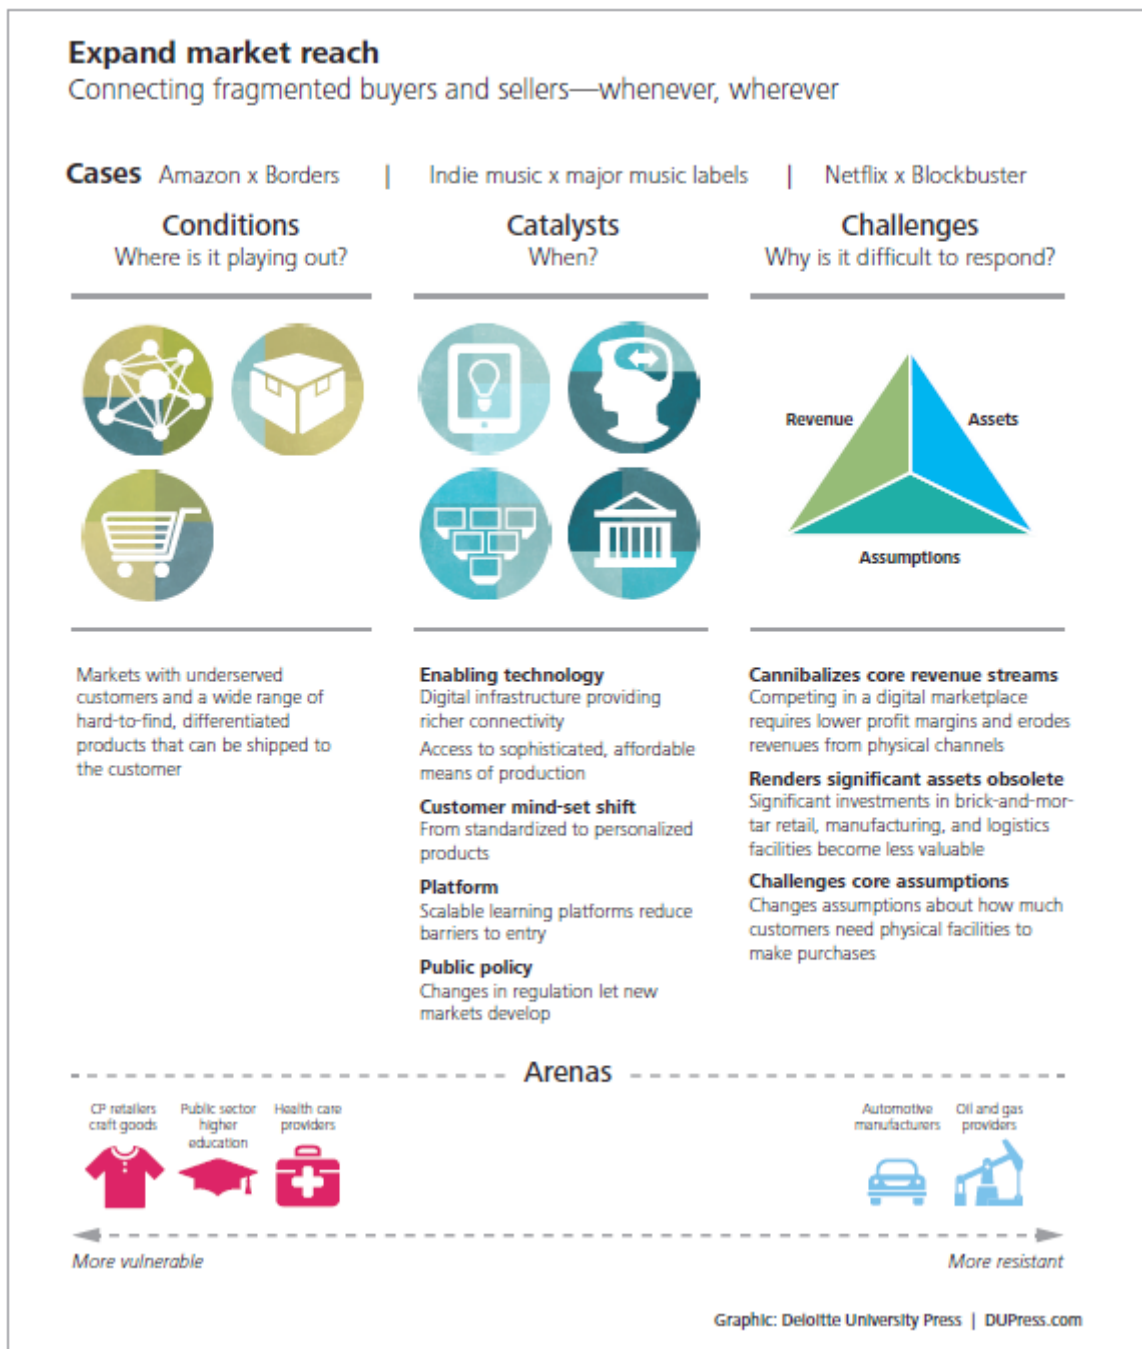 Expand market reach
Connecting fragmented buyers and sellers—whenever, wherever
Cases Amazon x Borders | Indie music x major music labels | Netflix x Blockbuster
Conditions
Where is it playing out?
Catalysts
When?
Challenges
Why is it difficult to respond?
Revenue
Assets
Assumptions
Markets with underserved
customers and a wide range of
hard-to-find, differentiated
products that can be shipped to
the customer
Enabling technology
Digital infrastructure providing
richer connectivity
Access to sophisticated, affordable
means of production
Customer mind-set shift
From standardized to personalized
products
Platform
Scalable learning platforms reduce
barriers to entry
Public policy
Changes in regulation let new
markets develop
Cannibalizes core revenue streams
Competing in a digital marketplace
requires lower profit margins and erodes
revenues from physical channels
Renders significant assets obsolete
Significant investments in brick-and-mor-
tar retail, manufacturing, and logistics
facilities become less valuable
Challenges core assumptions
Changes assumptions about how much
customers need physical facilities to
make purchases
Arenas
CP retailers
craft goods
Public sector
higher
education
Health care
providers
Automotive
manufacturers
Oil and gas
providers
More vulnerable
More resistant
Graphic: Deloitte University Press | DUPress.com